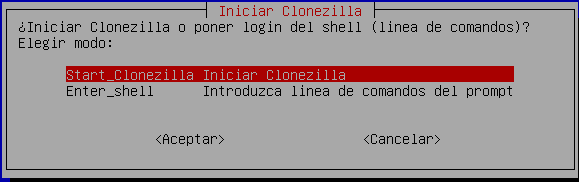 Iniciar Clonezilla
¿Iniciar Clonezilla o poner login del shell (linea de comandos)?
Elegir modo:
Start_Clonezilla Iniciar Clonezilla
Enter_shell Introduzca linea de comandos del prompt
<Aceptar> <Cancelar>